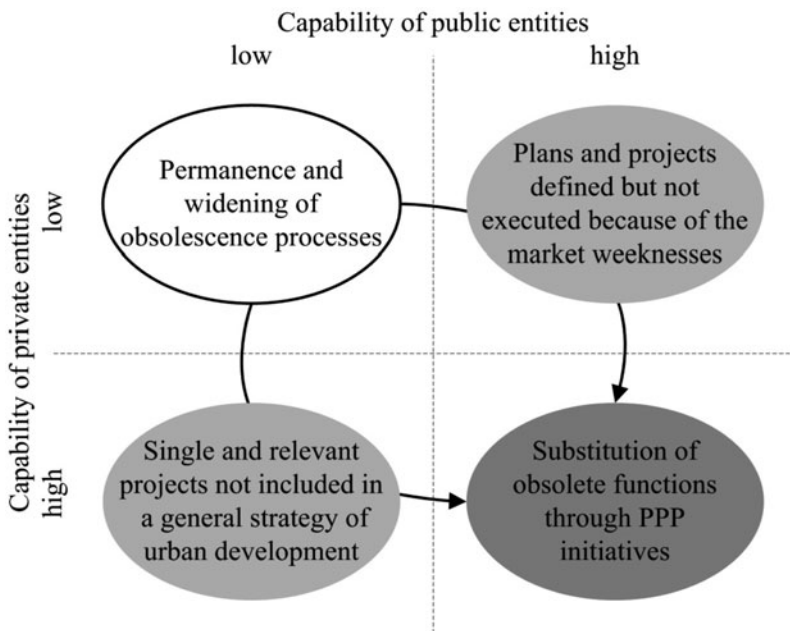 Capability of public entities
low
high
Capability of private entities
low
high
Permanence and
widening of
obsolescence processes
Plans and projects
defined but not
executed because of the
market weeknesses
Single and relevant
projects not included in
a general strategy of
urban development
Substitution of
obsolete functions
through PPP
initiatives